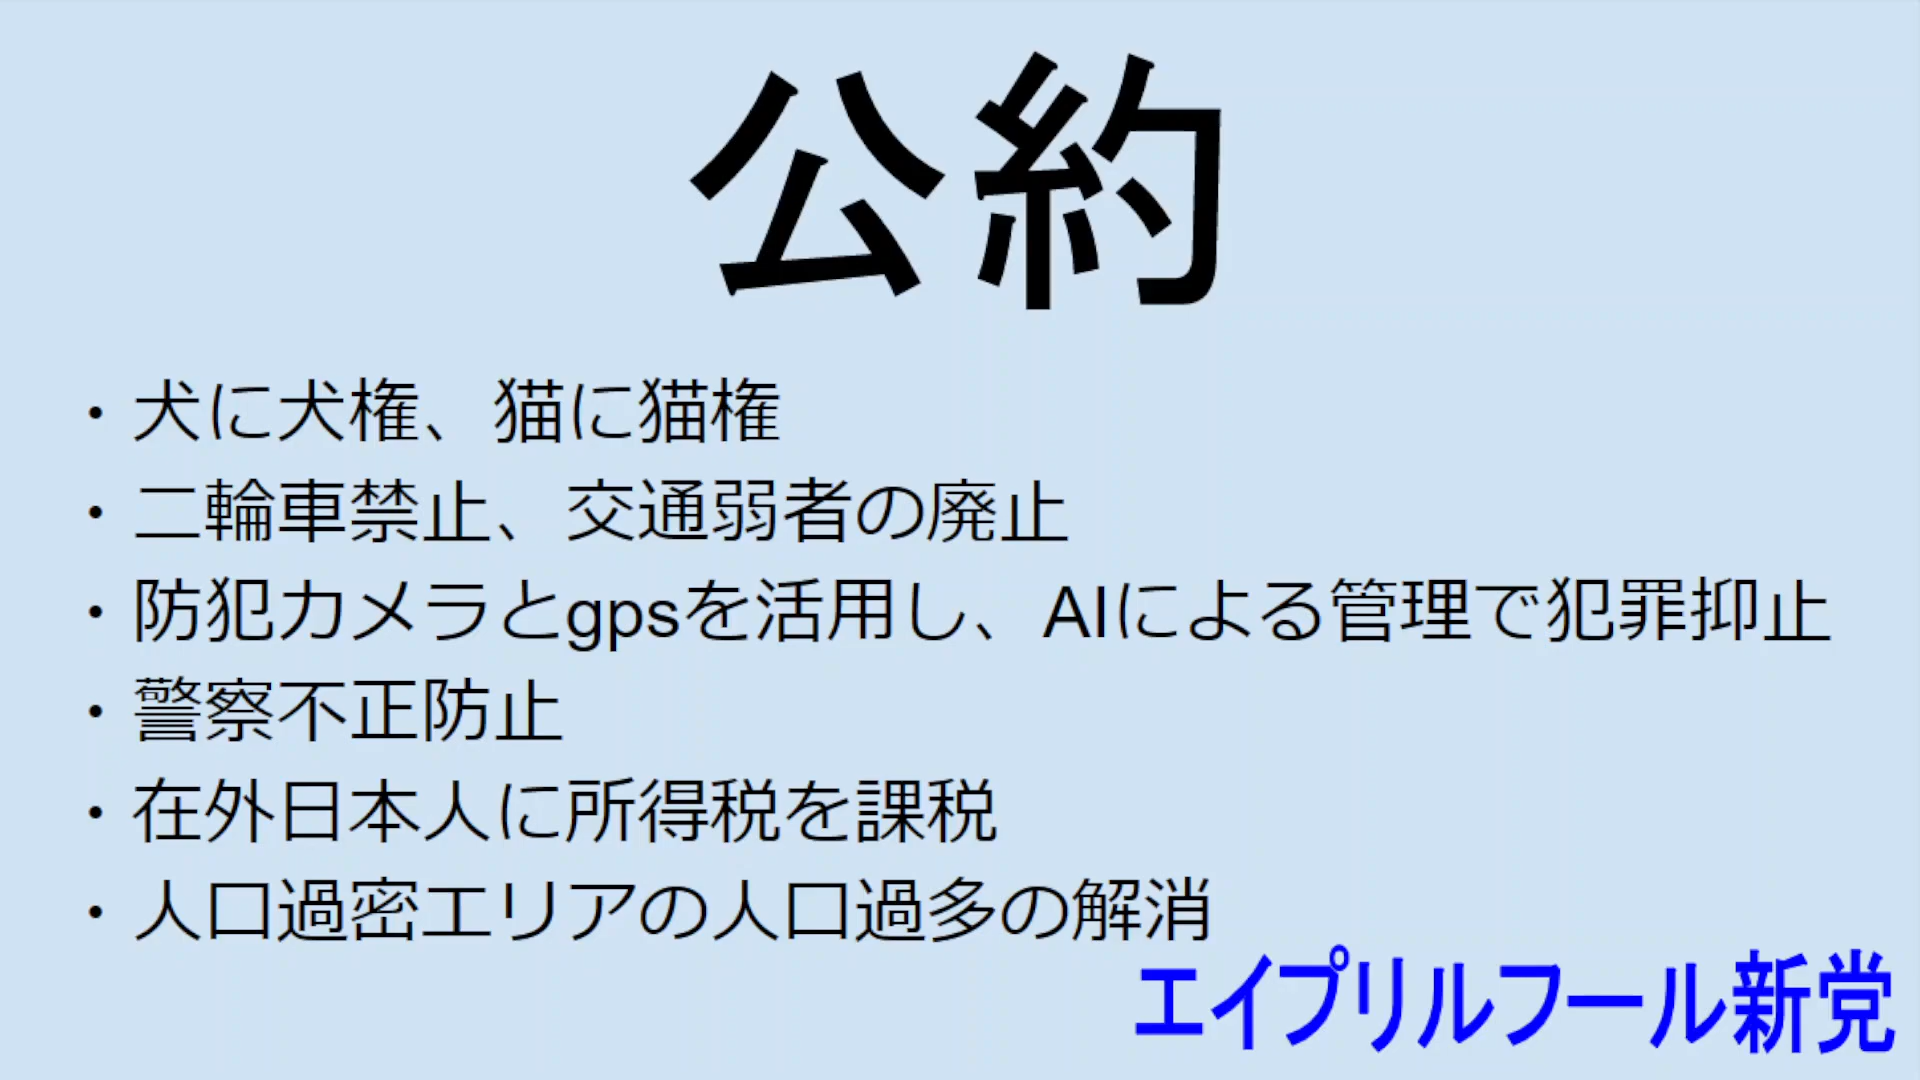 公約
・犬に犬権、猫に猫権
・二輪車禁止、交通弱者の廃止
・防犯カメラとgpsを活用し、AIによる管理で犯罪抑止
・警察不正防止
・在外日本人に所得税を課税
・人口過密エリアの人口過多の解消
エイプリルフール新党